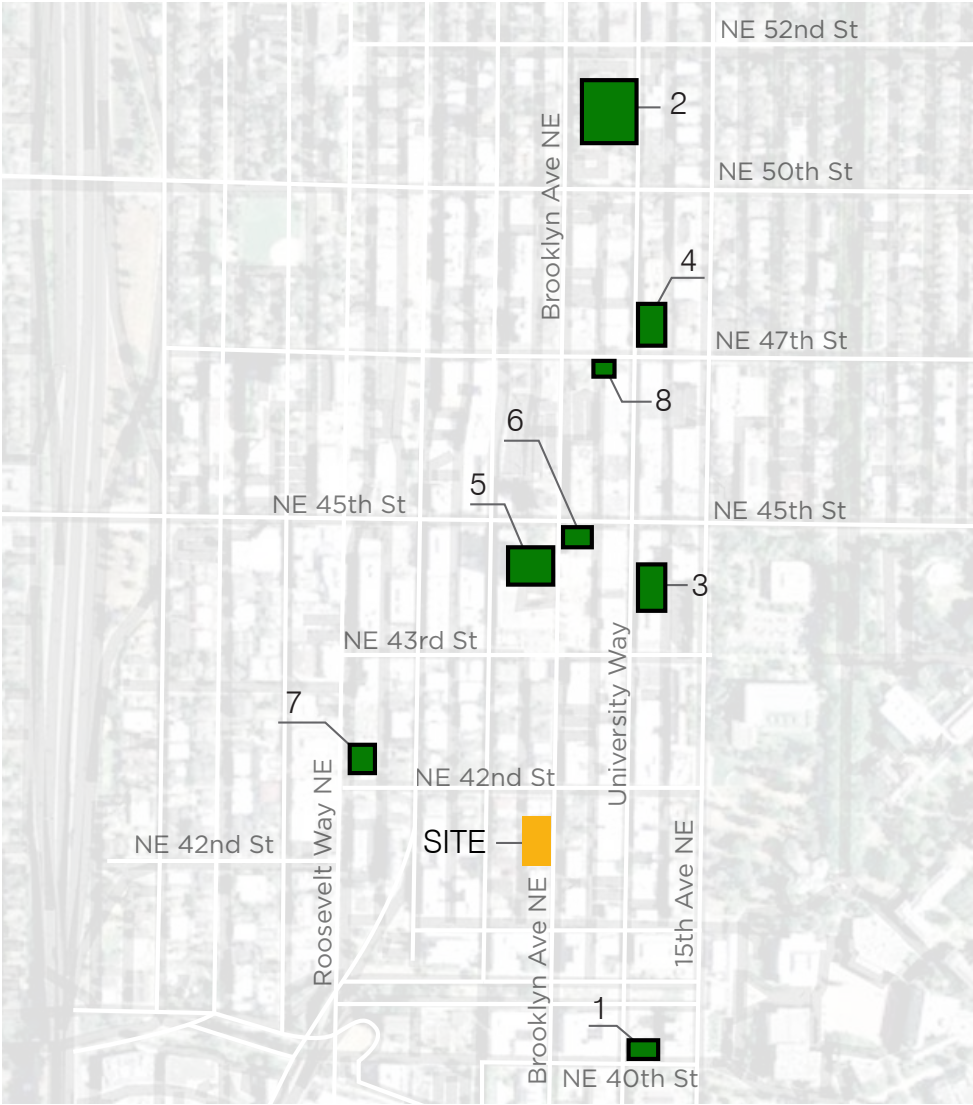 NE 52nd St
2
Brooklyn Ave NE
NE 50th St
4
NE 47th St
8
6
5
NE 45th St
NE 45th St
3
NE 43rd St
University Way
7
NE 42nd St
Roosevelt Way NE
SITE
NE 42nd St
15th Ave NE
Brooklyn Ave NE
1
NE 40th St